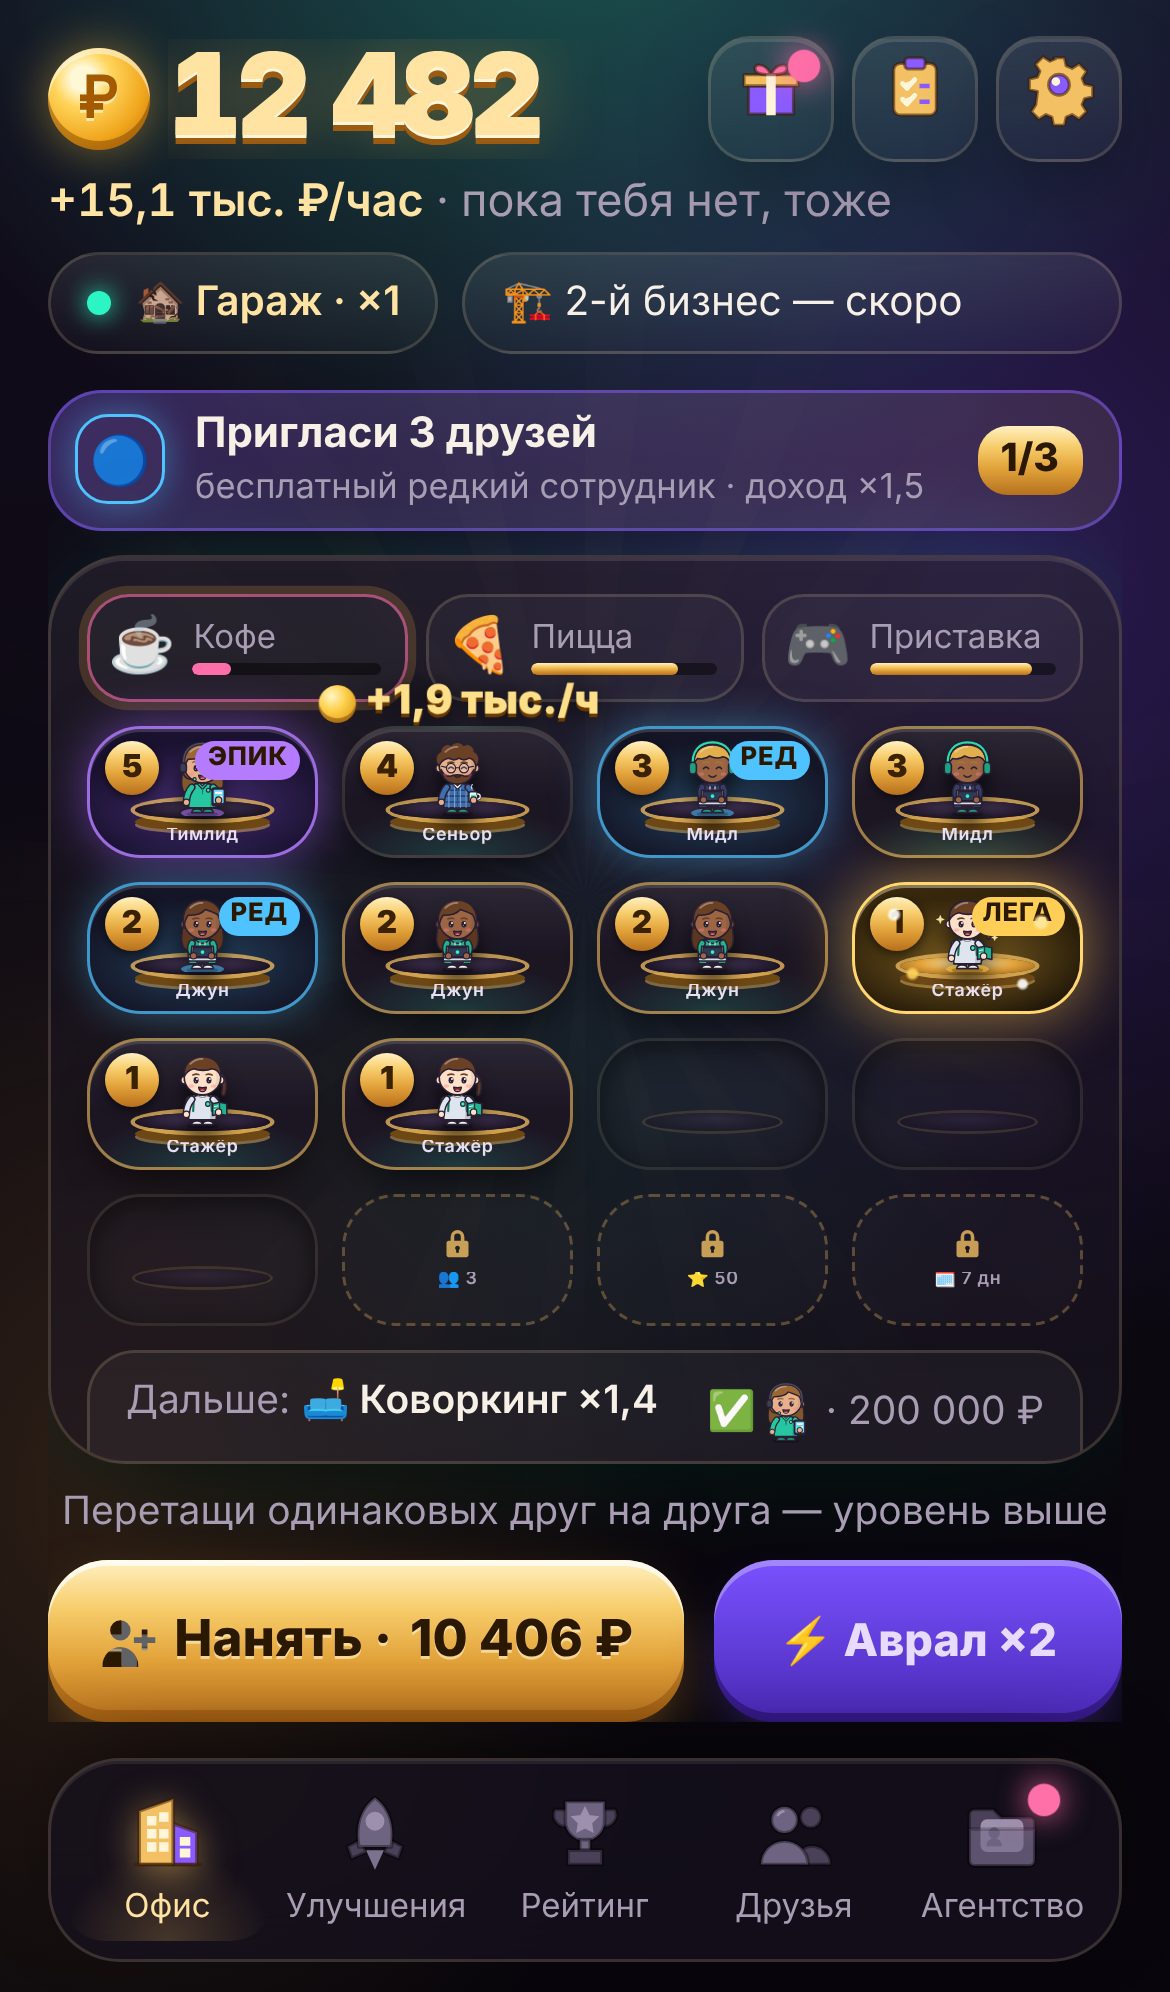 ₽ 12 482
+15,1 тыс. ₽/час · пока тебя нет, тоже
Гараж · ×1
2-й бизнес — скоро
Пригласи 3 друзей
бесплатный редкий сотрудник · доход ×1,5
1/3
Кофе
Пицца
Приставка
+1,9 тыс./ч
5 ЭПИК
Тимлид
4
Сеньор
3 РЕД
Мидл
3
Мидл
2 РЕД
Джун
2
Джун
2
Джун
1 ЛЕГА
Стажёр
1
Стажёр
1
Стажёр
3
50
7 дн
Дальше: Коворкинг ×1,4
· 200 000 ₽
Перетащи одинаковых друг на друга — уровень выше
Нанять · 10 406 ₽
Аврал ×2
Офис
Улучшения
Рейтинг
Друзья
Агентство